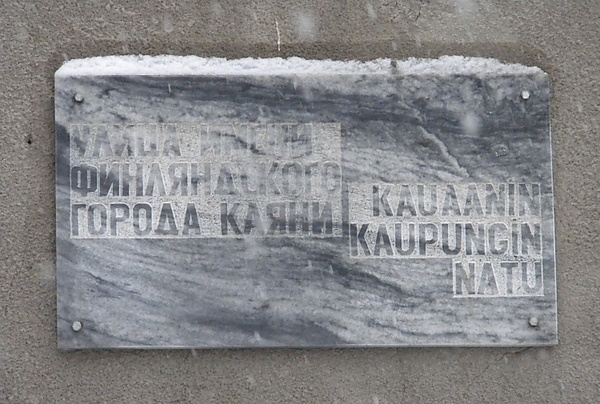 УЛИЦА ИМЕНИ
ФИНЛЯНДСКОГО
ГОРОДА КАЯНИ
KAUAANIN
KAUPUNGIN
NATU